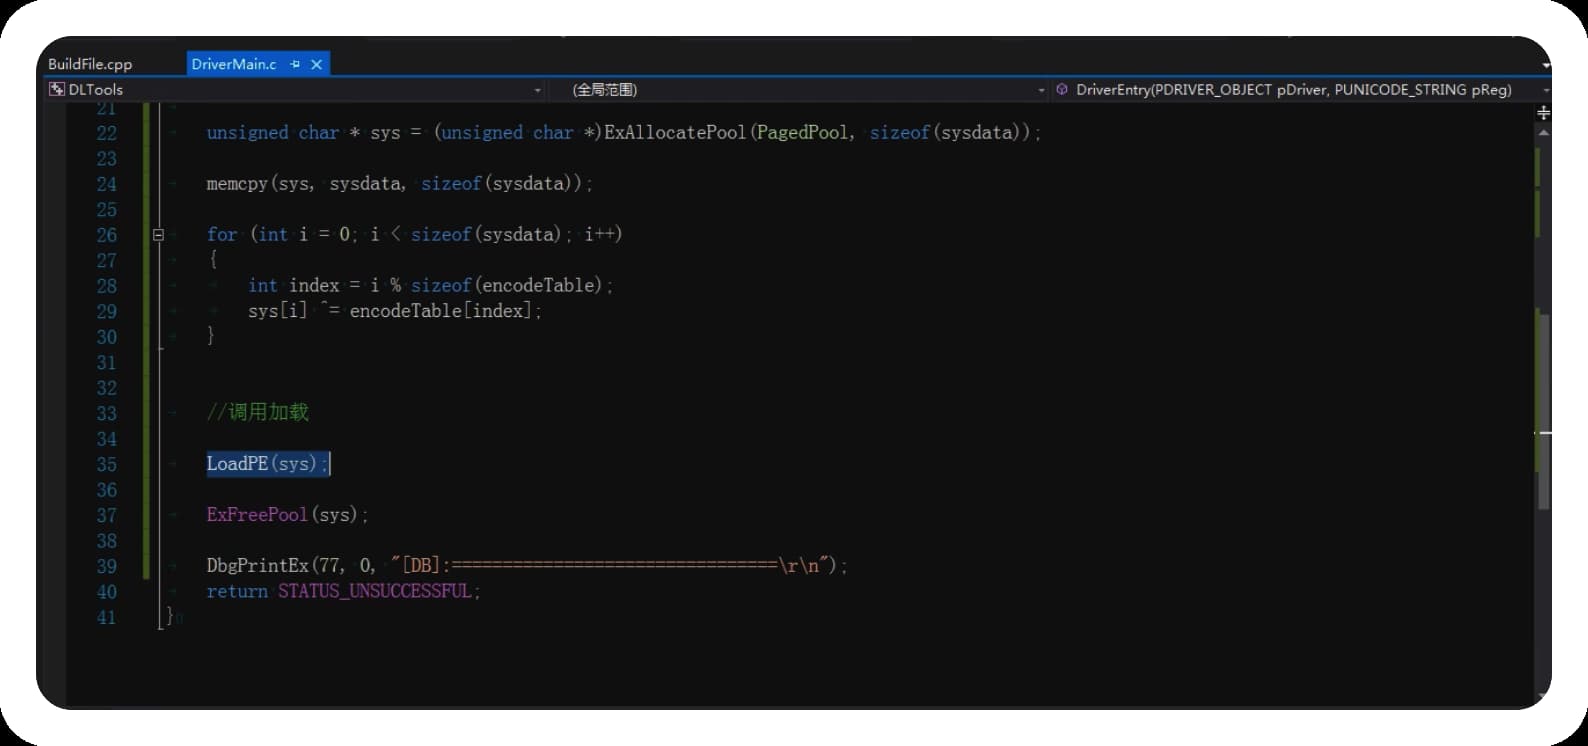 BuildFile.cpp DriverMain.c
DLTools (全局范围) DriverEntry(PDRIVER_OBJECT pDriver, PUNICODE_STRING pReg)
21
22 unsigned char * sys = (unsigned char *)ExAllocatePool(PagedPool, sizeof(sysdata));
23
24 memcpy(sys, sysdata, sizeof(sysdata));
25
26 for (int i = 0; i < sizeof(sysdata); i++)
27 {
28 int index = i % sizeof(encodeTable);
29 sys[i] ^= encodeTable[index];
30 }
31
32
33 //调用加载
34
35 LoadPE(sys);
36
37 ExFreePool(sys);
38
39 DbgPrintEx(77, 0, "[DB]:================================\r\n");
40 return STATUS_UNSUCCESSFUL;
41 }